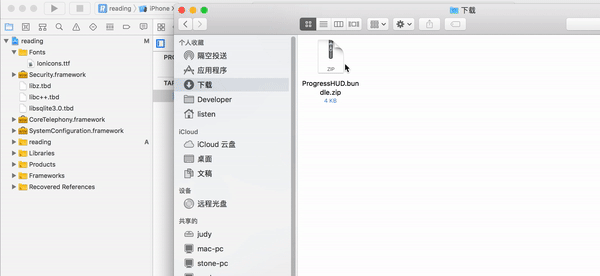 reading
iPhone X
reading
M
Fonts
Ionicons.ttf
Security.framework
libz.tbd
libc++.tbd
libsqlite3.0.tbd
CoreTelephony.framework
SystemConfiguration.framework
reading
A
Libraries
Products
Frameworks
Recovered References
PRO
TAR
下载
个人收藏
隔空投送
应用程序
下载
Developer
listen
iCloud
iCloud 云盘
桌面
文稿
设备
远程光盘
共享的
judy
mac-pc
stone-pc
ZIP
ProgressHUD.bun
dle.zip
4 KB